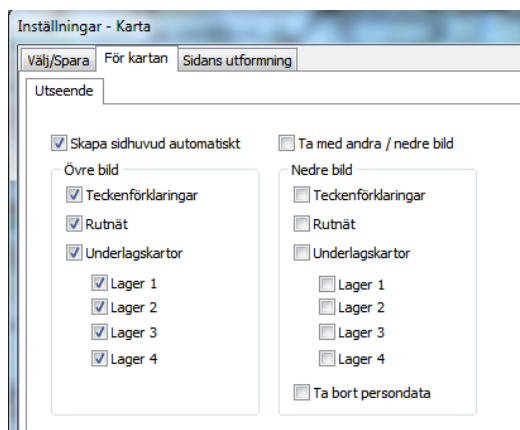 Inställningar - Karta
Välj/Spara För kartan Sidans utformning
Utseende
Skapa sidhuvud automatiskt
Ta med andra / nedre bild
Övre bild
Teckenförklaringar
Rutnät
Underlagskartor
Lager 1
Lager 2
Lager 3
Lager 4
Nedre bild
Teckenförklaringar
Rutnät
Underlagskartor
Lager 1
Lager 2
Lager 3
Lager 4
Ta bort persondata